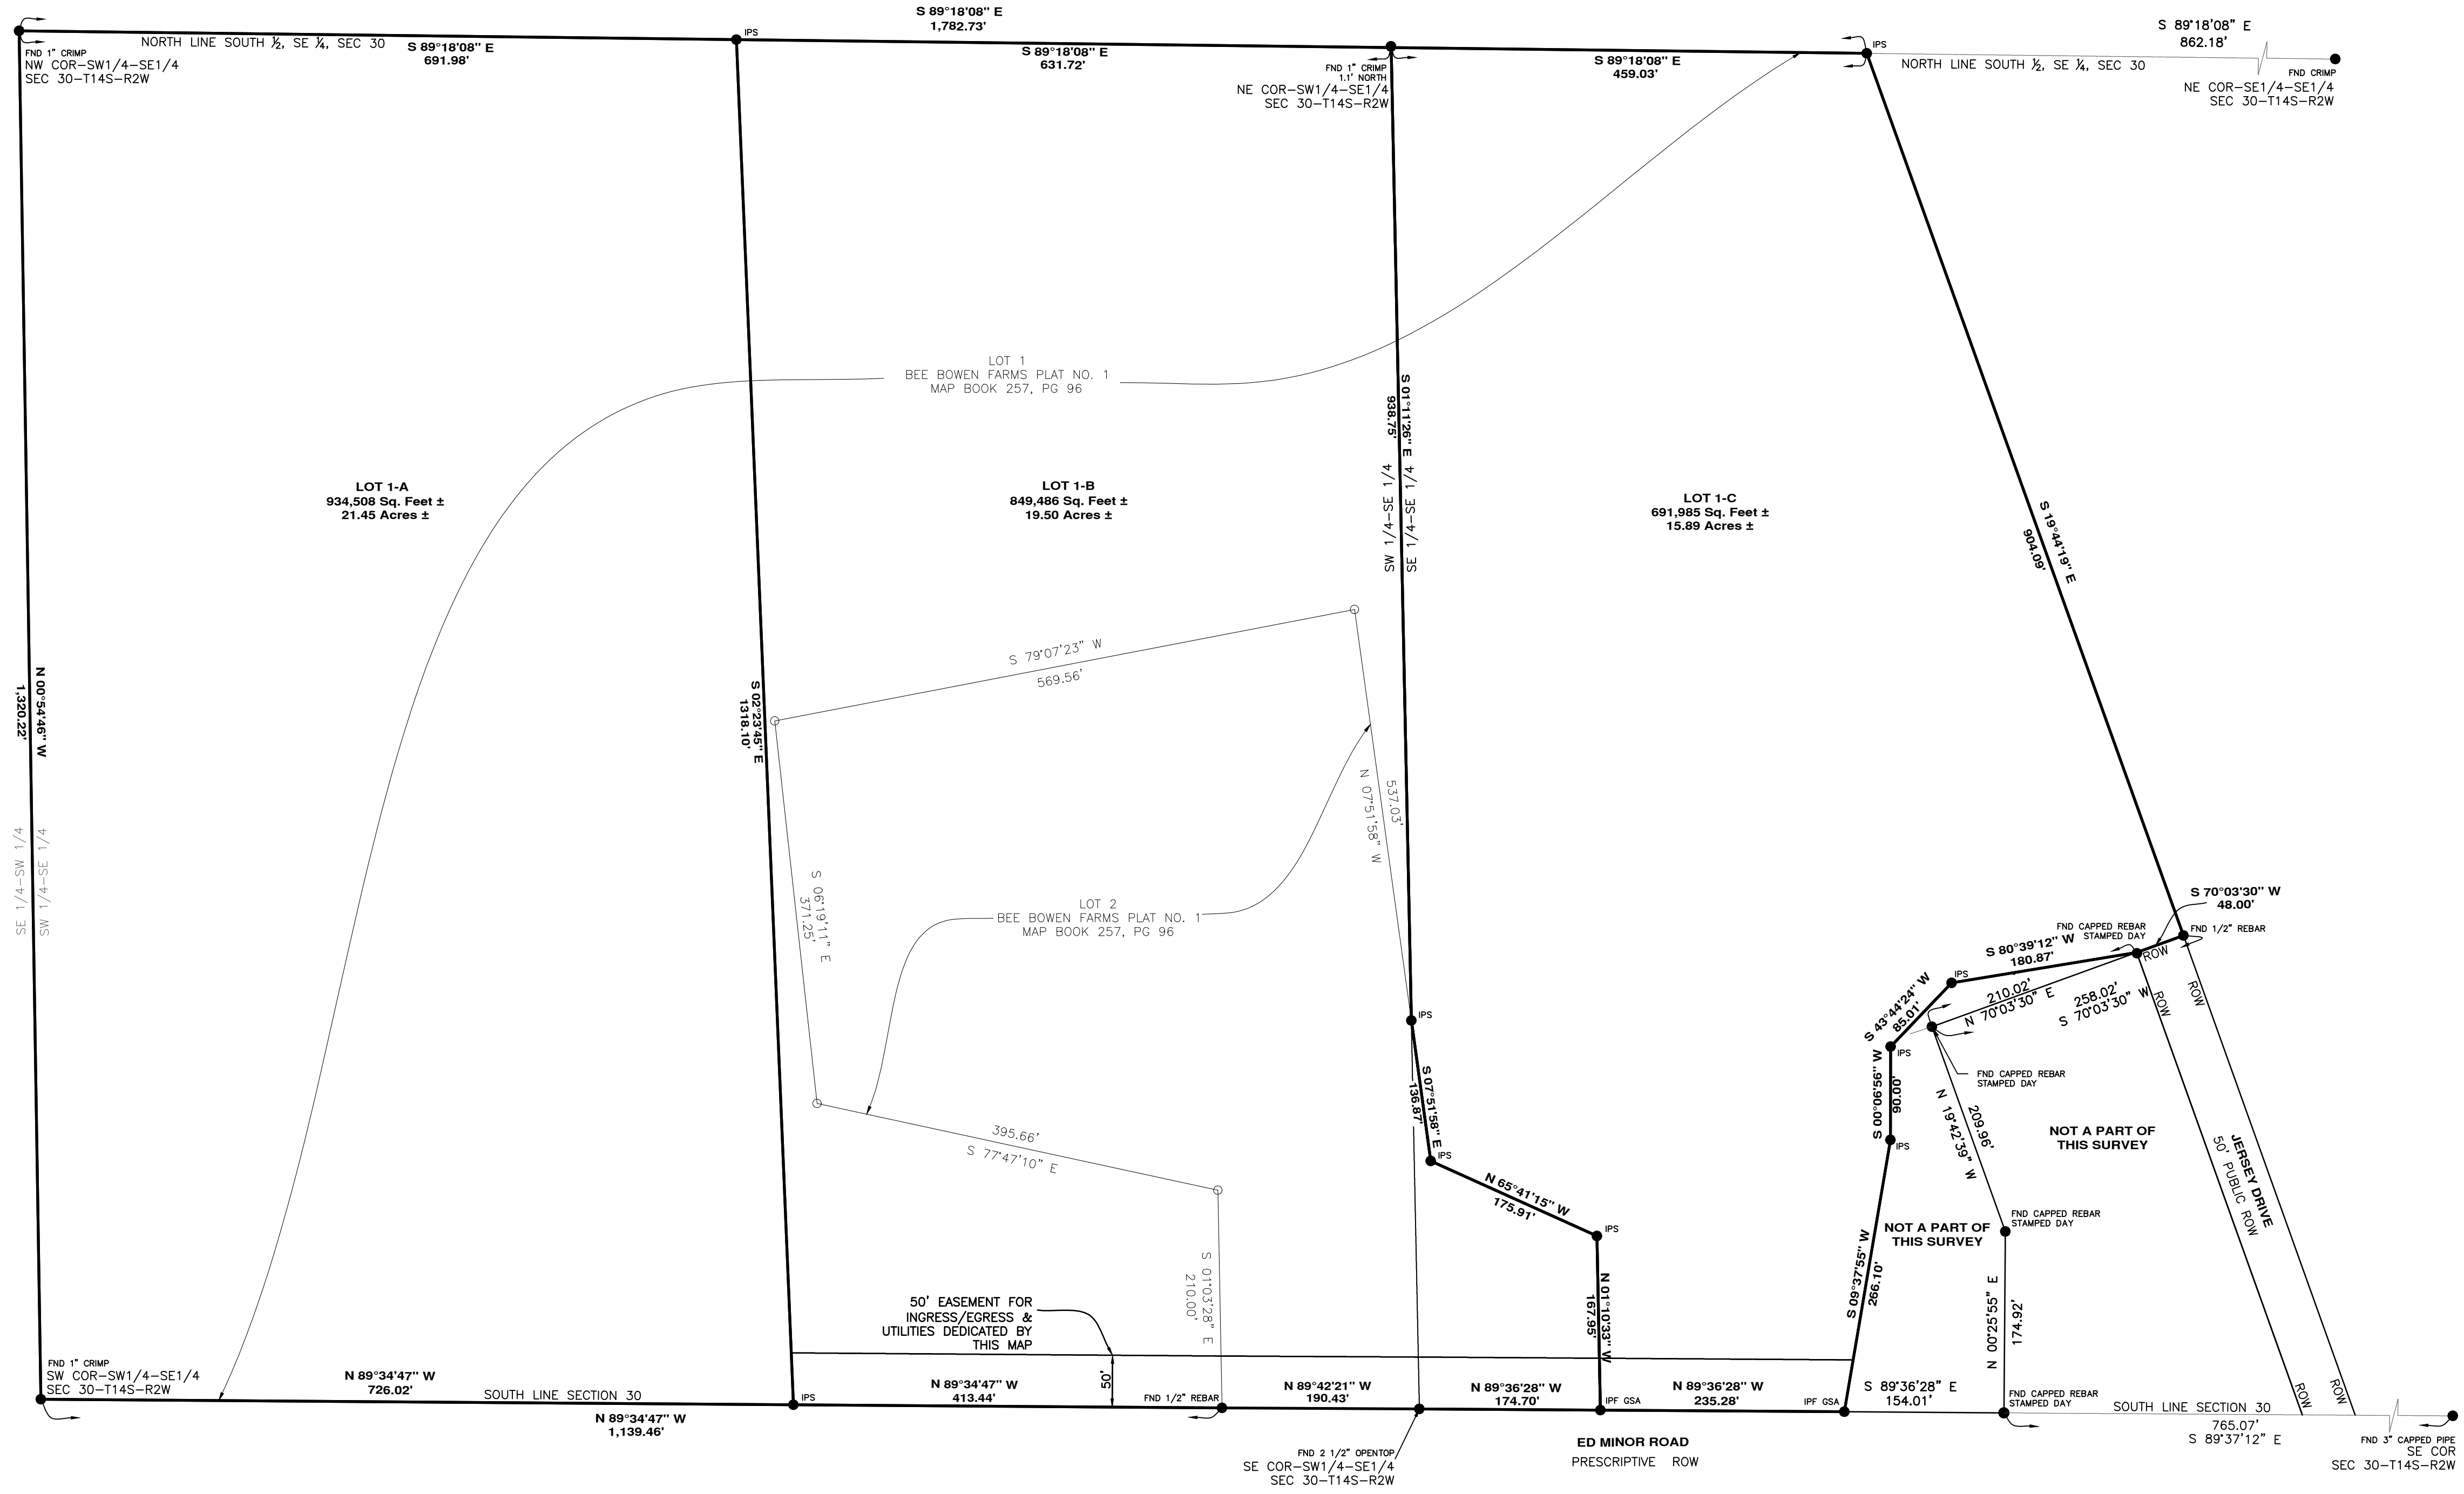 S 89°18'08" E
1,782.73'
S 89°18'08" E
862.18'
IPS
IPS
NORTH LINE SOUTH ½, SE ¼, SEC 30
S 89°18'08" E
691.98'
S 89°18'08" E
631.72'
S 89°18'08" E
459.03'
NORTH LINE SOUTH ½, SE ¼, SEC 30
FND 1" CRIMP
NW COR-SW1/4-SE1/4
SEC 30-T14S-R2W
FND 1" CRIMP
1.1' NORTH
NE COR-SW1/4-SE1/4
SEC 30-T14S-R2W
FND CRIMP
NE COR-SE1/4-SE1/4
SEC 30-T14S-R2W
LOT 1
BEE BOWEN FARMS PLAT NO. 1
MAP BOOK 257, PG 96
S 01°11'26" E
938.75'
SW 1/4-SE 1/4
SE 1/4-SE 1/4
LOT 1-A
934,508 Sq. Feet ±
21.45 Acres ±
LOT 1-B
849,486 Sq. Feet ±
19.50 Acres ±
LOT 1-C
691,985 Sq. Feet ±
15.89 Acres ±
S 19°44'19" E
904.09'
N 00°54'46" W
1,320.22'
SE 1/4-SW 1/4
SW 1/4-SE 1/4
S 02°23'45" E
1318.10'
S 79°07'23" W
569.56'
537.03'
N 07°51'58" W
S 06°19'11" E
371.25'
LOT 2
BEE BOWEN FARMS PLAT NO. 1
MAP BOOK 257, PG 96
S 70°03'30" W
48.00'
FND CAPPED REBAR
STAMPED DAY
FND 1/2" REBAR
S 80°39'12" W
180.87'
ROW
IPS
S 43°44'24" W
85.01'
210.02'
N 70°03'30" E
258.02'
S 70°03'30" W
ROW
ROW
IPS
IPS
FND CAPPED REBAR
STAMPED DAY
S 00°06'56" W
90.00'
IPS
S 07°51'58" E
136.87'
IPS
N 65°41'15" W
175.91'
IPS
395.66'
S 77°47'10" E
N 19°42'39" W
209.96'
NOT A PART OF
THIS SURVEY
JERSEY DRIVE
50' PUBLIC ROW
FND CAPPED REBAR
STAMPED DAY
NOT A PART OF
THIS SURVEY
S 01°03'28" E
210.00'
N 01°10'33" W
167.95'
S 09°37'55" W
266.10'
N 00°25'55" E
174.92'
50' EASEMENT FOR
INGRESS/EGRESS &
UTILITIES DEDICATED BY
THIS MAP
50'
FND 1" CRIMP
SW COR-SW1/4-SE1/4
SEC 30-T14S-R2W
N 89°34'47" W
726.02'
SOUTH LINE SECTION 30
N 89°34'47" W
1,139.46'
IPS
N 89°34'47" W
413.44'
FND 1/2" REBAR
N 89°42'21" W
190.43'
N 89°36'28" W
174.70'
IPF GSA
N 89°36'28" W
235.28'
IPF GSA
S 89°36'28" E
154.01'
FND CAPPED REBAR
STAMPED DAY
ROW
ROW
SOUTH LINE SECTION 30
765.07'
S 89°37'12" E
FND 3" CAPPED PIPE
SE COR
SEC 30-T14S-R2W
FND 2 1/2" OPENTOP
SE COR-SW1/4-SE1/4
SEC 30-T14S-R2W
ED MINOR ROAD
PRESCRIPTIVE ROW